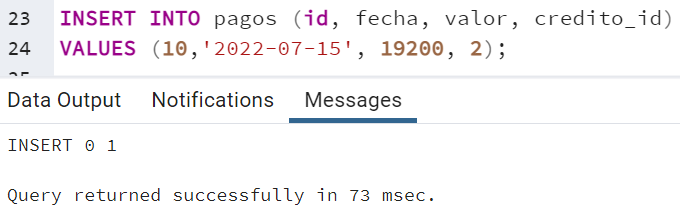 23 INSERT INTO pagos (id, fecha, valor, credito_id)
24 VALUES (10,'2022-07-15', 19200, 2);
Data Output Notifications Messages
INSERT 0 1
Query returned successfully in 73 msec.